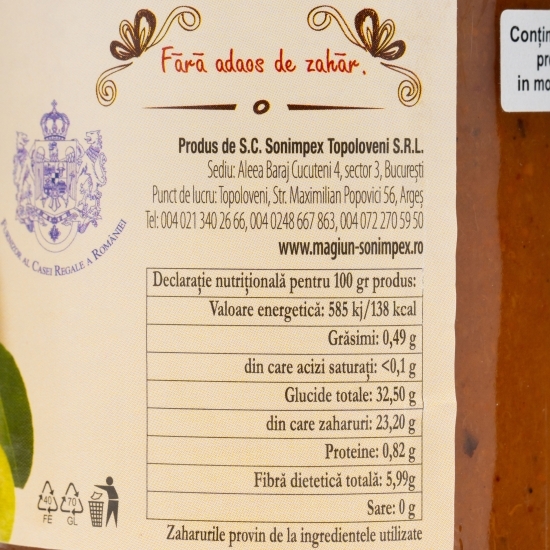 Fără adaos de zahăr.
Conțin
pr
in mo
Produs de S.C. Sonimpex Topoloveni S.R.L.
Sediu: Aleea Baraj Cucuteni 4, sector 3, București
Punct de lucru: Topoloveni, Str. Maximilian Popovici 56, Argeș
Tel: 004 021 340 26 66, 004 0248 667 863, 004 072 270 59 50
www.magiun-sonimpex.ro
FURNIZOR AL CASEI REGALE A ROMÂNIEI
Declarație nutrițională pentru 100 gr produs:
Valoare energetică: 585 kj/138 kcal
Grăsimi: 0,49 g
din care acizi saturați: <0,1 g
Glucide totale: 32,50 g
din care zaharuri: 23,20 g
Proteine: 0,82 g
Fibră dietetică totală: 5,99g
Sare: 0 g
Zaharurile provin de la ingredientele utilizate
40 70
FE GL